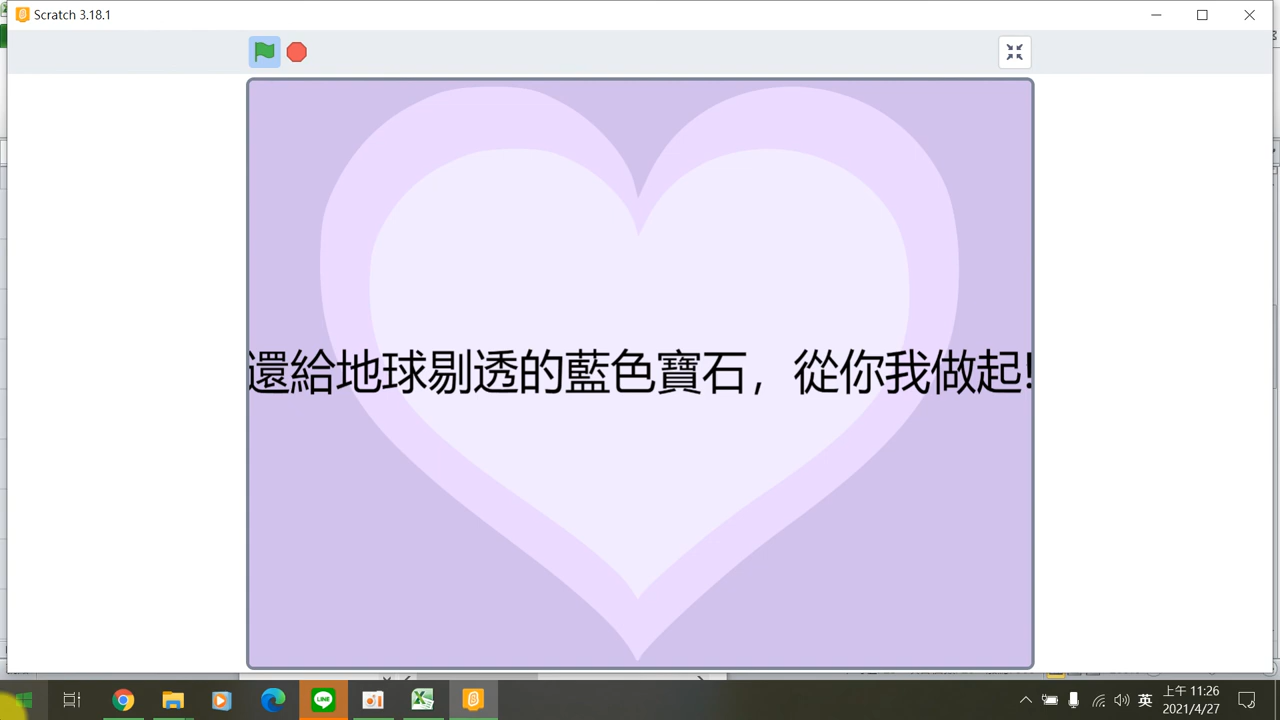 Scratch 3.18.1
還給地球剔透的藍色寶石，從你我做起!
LINE
英
上午 11:26
2021/4/27